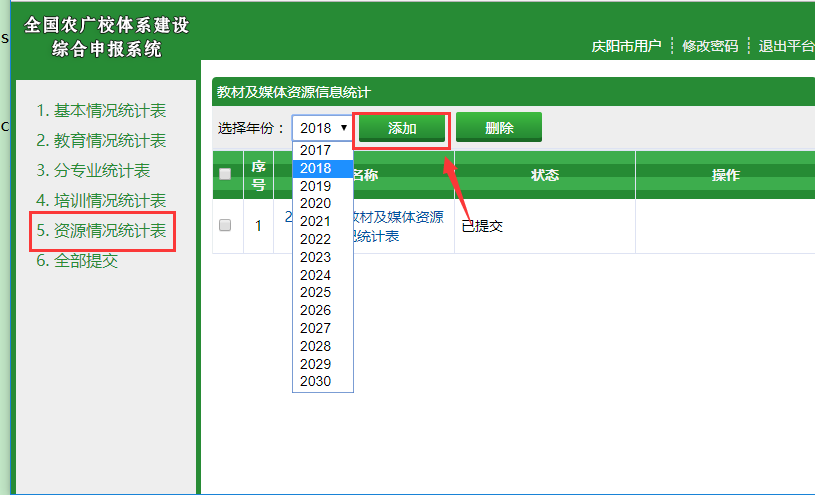 S
C
全国农广校体系建设
综合申报系统
庆阳市用户 修改密码 退出平台
1. 基本情况统计表
2. 教育情况统计表
3. 分专业统计表
4. 培训情况统计表
5. 资源情况统计表
6. 全部提交
教材及媒体资源信息统计
选择年份： 2018 添加 删除
2017
2018
2019
2020
2021
2022
2023
2024
2025
2026
2027
2028
2029
2030
序号 名称 状态 操作
1 2 教材及媒体资源 已提交
统计表